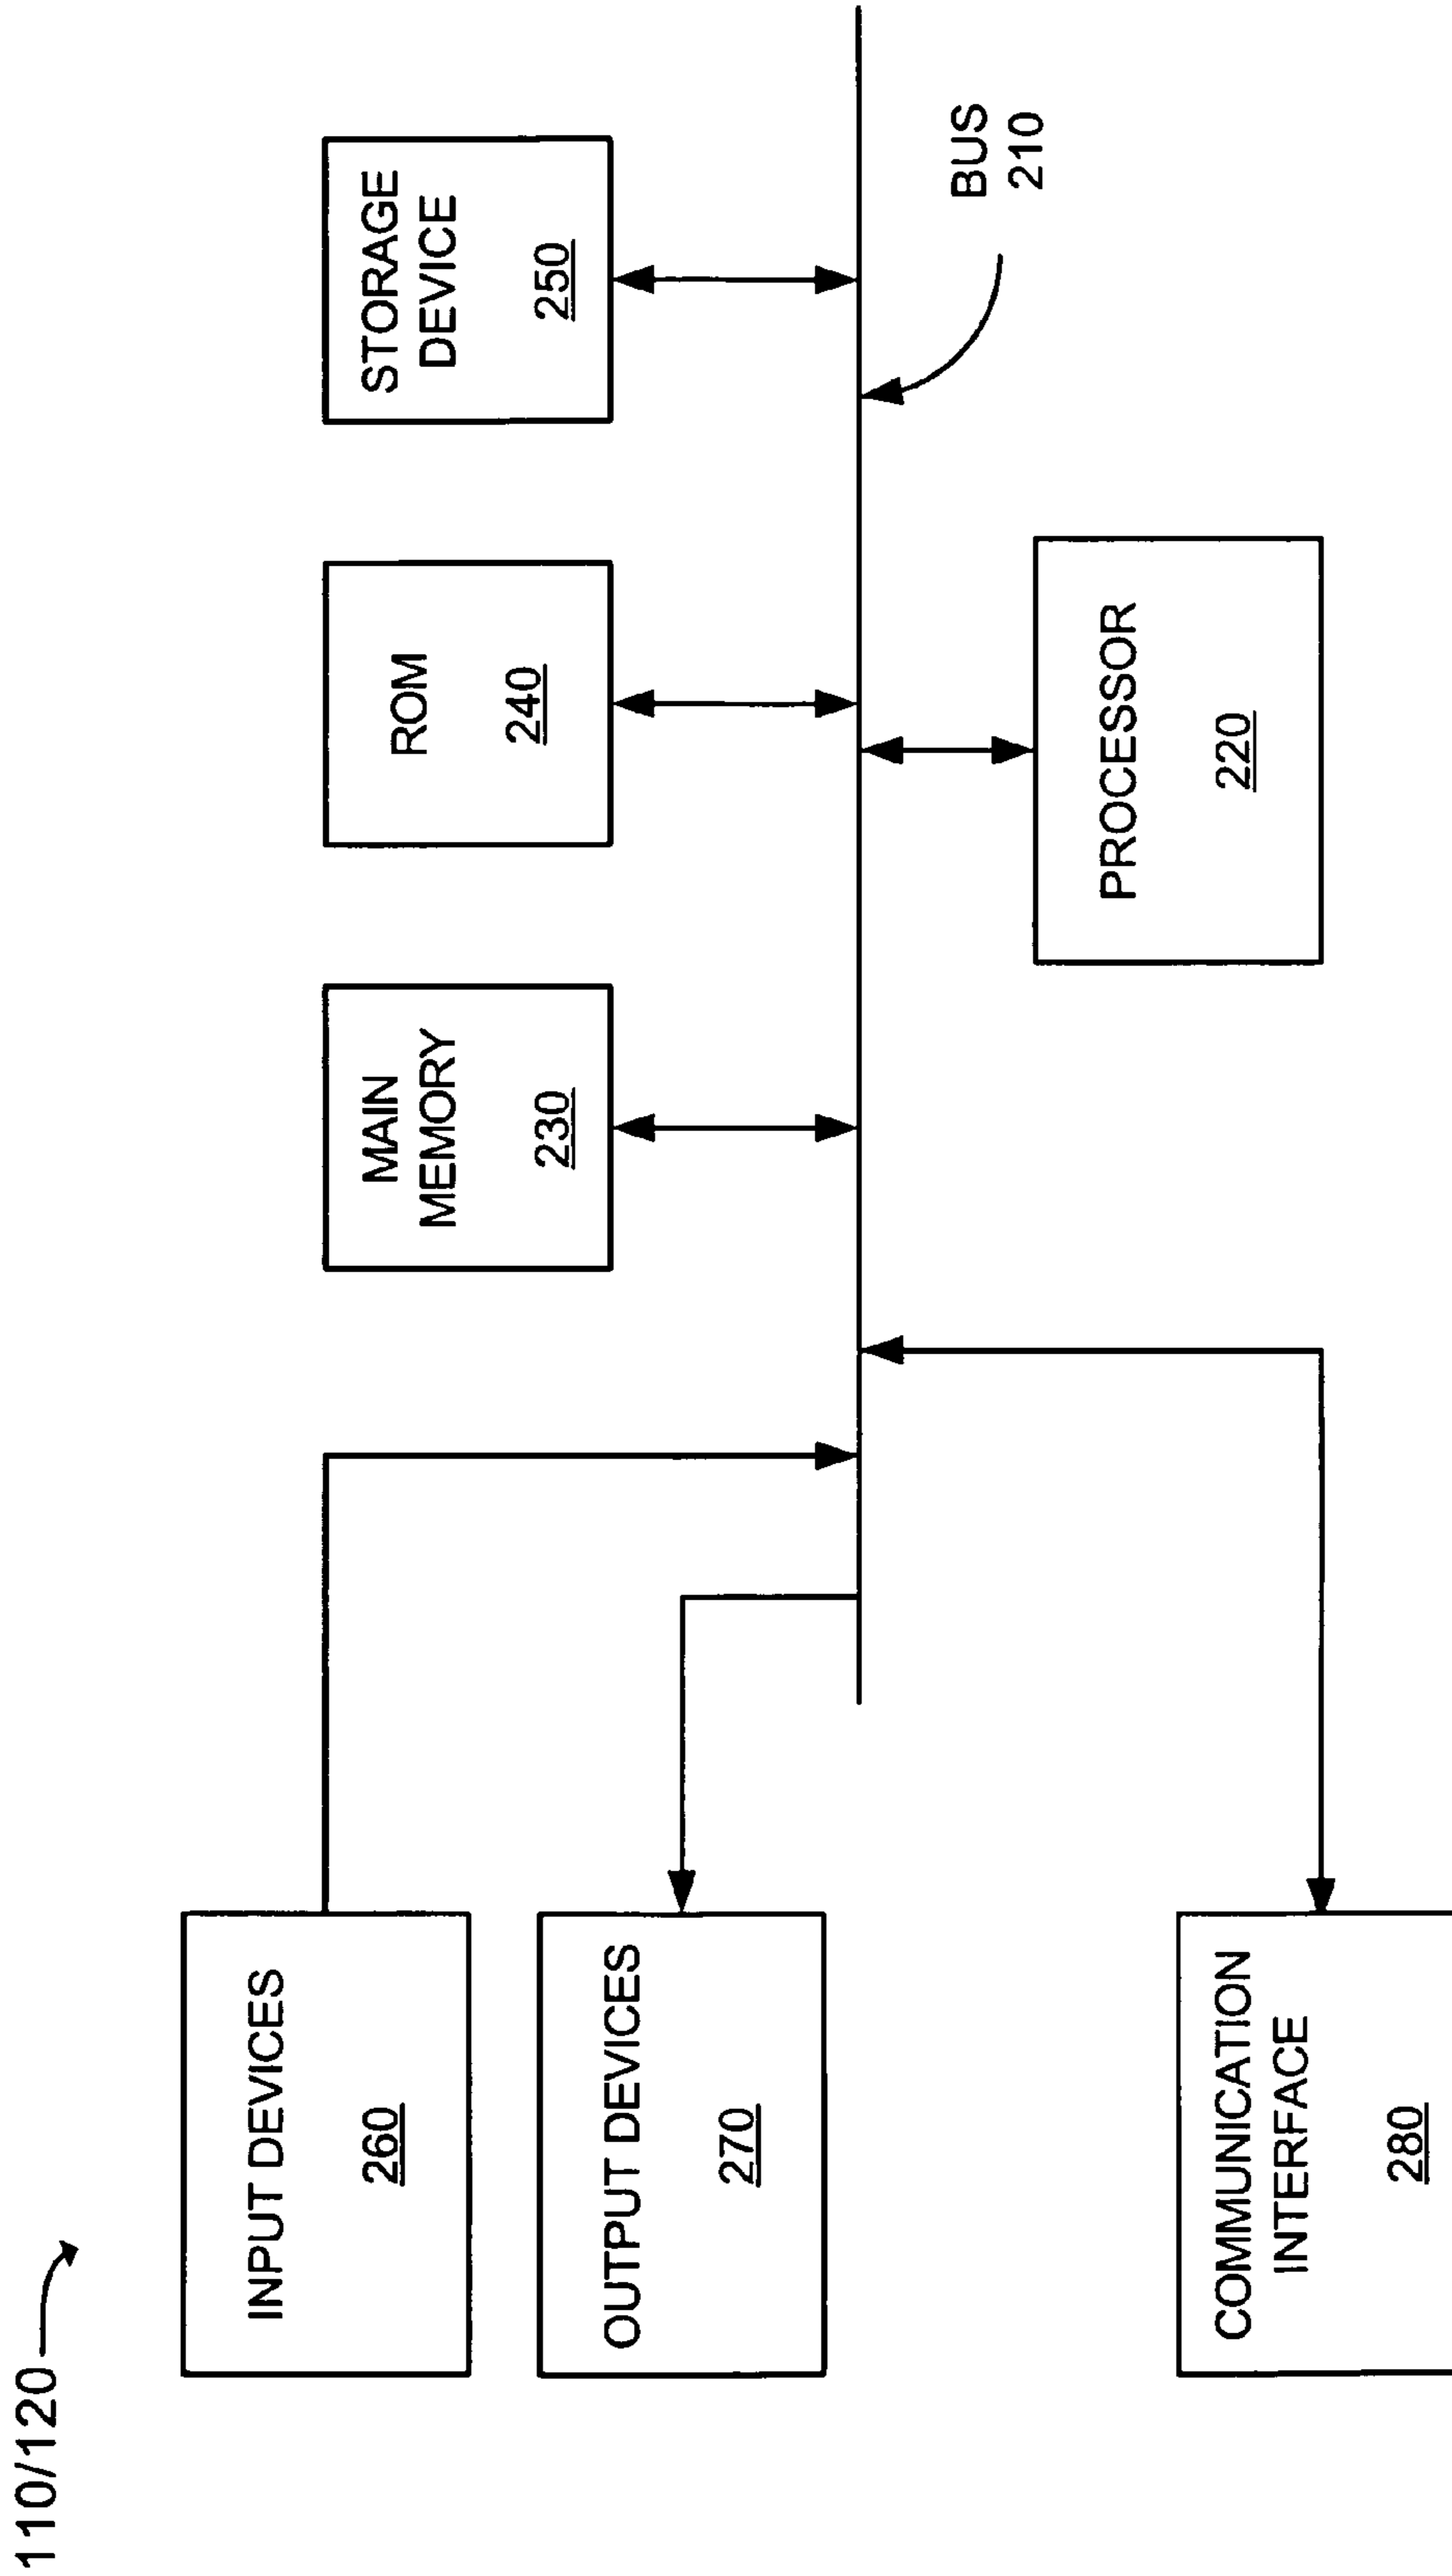 110/120
INPUT DEVICES
260
OUTPUT DEVICES
270
COMMUNICATION
INTERFACE
280
MAIN
MEMORY
230
ROM
240
STORAGE
DEVICE
250
PROCESSOR
220
BUS
210